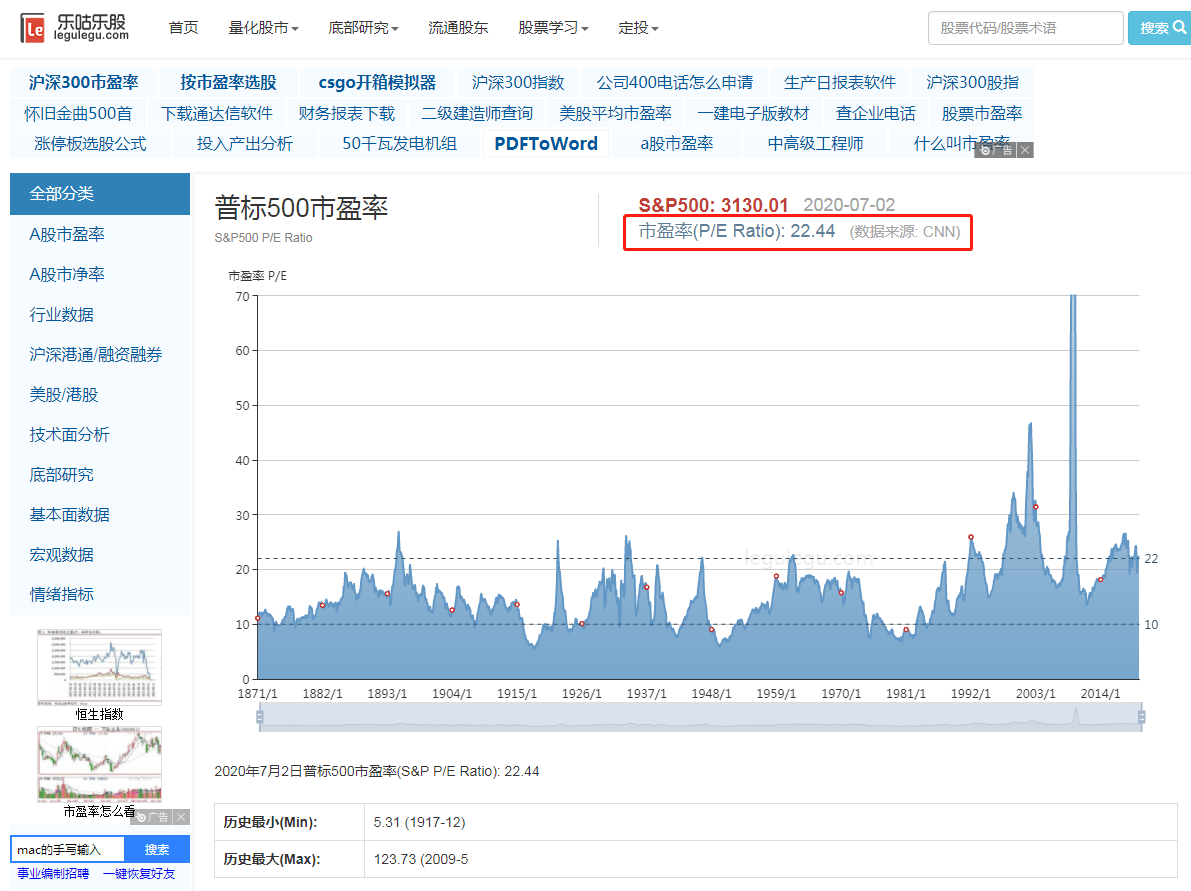 乐咕乐股
legulegu.com
首页 量化股市 底部研究 流通股东 股票学习 定投
股票代码/股票术语 搜索
沪深300市盈率 按市盈率选股 csgo开箱模拟器 沪深300指数 公司400电话怎么申请 生产日报表软件 沪深300股指
怀旧金曲500首 下载通达信软件 财务报表下载 二级建造师查询 美股平均市盈率 一建电子版教材 查企业电话 股票市盈率
涨停板选股公式 投入产出分析 50千瓦发电机组 PDFToWord a股市盈率 中高级工程师 什么叫市盈率
广告
全部分类
A股市盈率
A股市净率
行业数据
沪深港通/融资融券
美股/港股
技术面分析
底部研究
基本面数据
宏观数据
情绪指标
恒生指数
市盈率怎么看
广告
mac的手写输入 搜索
事业编制招聘 一键恢复好友
普标500市盈率
S&P500 P/E Ratio
S&P500: 3130.01 2020-07-02
市盈率(P/E Ratio): 22.44 (数据来源: CNN)
市盈率 P/E
70
60
50
40
30
20
10
0
legulegu.com
22
10
1871/1 1882/1 1893/1 1904/1 1915/1 1926/1 1937/1 1948/1 1959/1 1970/1 1981/1 1992/1 2003/1 2014/1
2020年7月2日普标500市盈率(S&P P/E Ratio): 22.44
历史最小(Min): 5.31 (1917-12)
历史最大(Max): 123.73 (2009-5